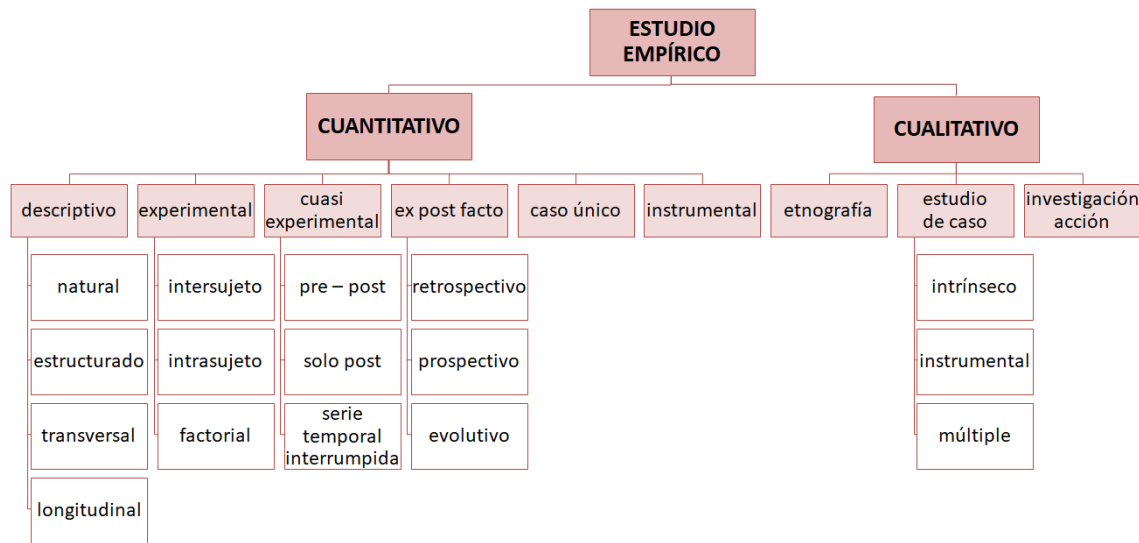 ESTUDIO
EMPÍRICO
CUANTITATIVO
CUALITATIVO
descriptivo
experimental
cuasi
experimental
ex post facto
caso único
instrumental
etnografía
estudio
de caso
investigación
acción
natural
intersujeto
pre – post
retrospectivo
intrínseco
estructurado
intrasujeto
solo post
prospectivo
instrumental
transversal
factorial
serie
temporal
interrumpida
evolutivo
múltiple
longitudinal